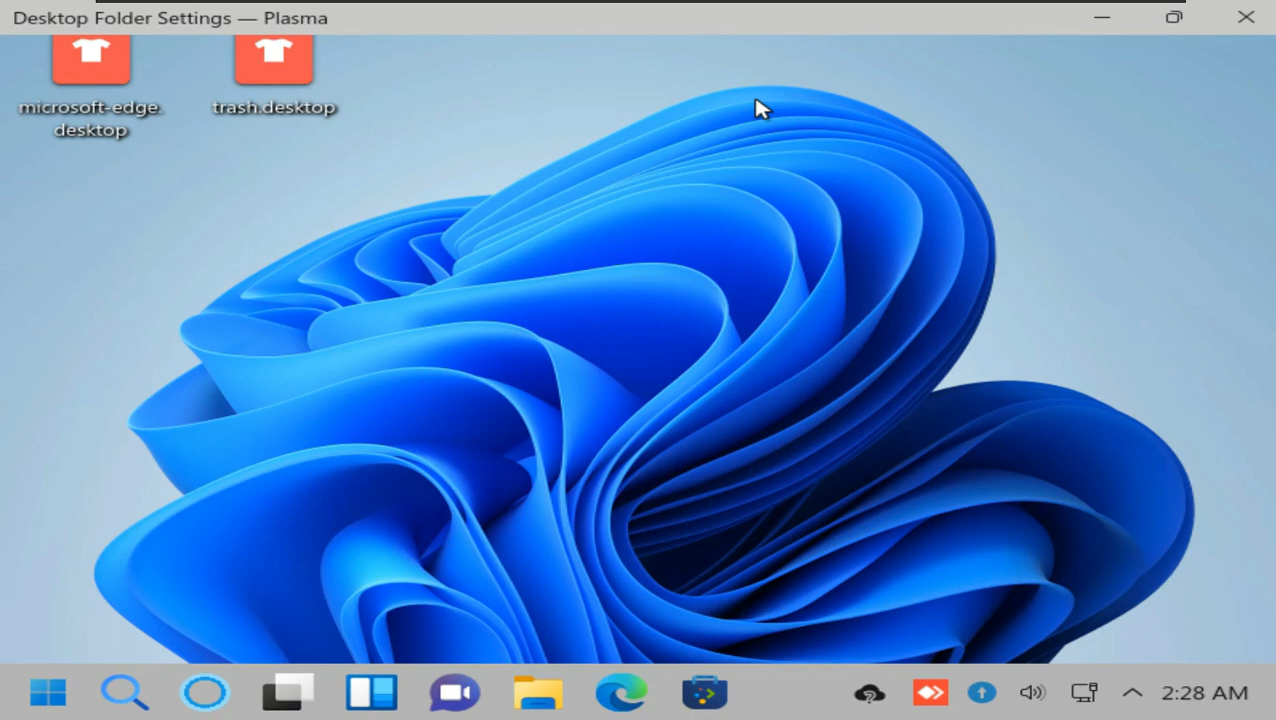 Desktop Folder Settings — Plasma
microsoft-edge.
desktop
trash.desktop
2:28 AM